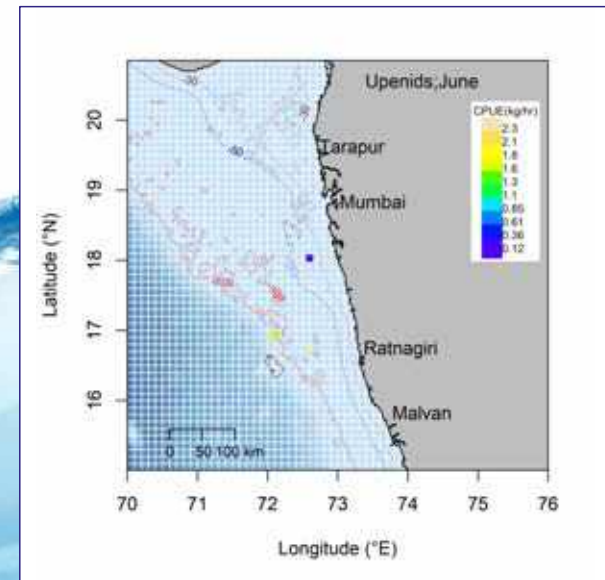 Upenids;June
CPUE(kg/hr)
2.3
2.1
1.8
1.6
1.3
1.1
0.85
0.61
0.36
0.12
Tarapur
Mumbai
Ratnagiri
Malvan
20
19
18
17
16
Latitude (°N)
0 50 100 km
70 71 72 73 74 75 76
Longitude (°E)